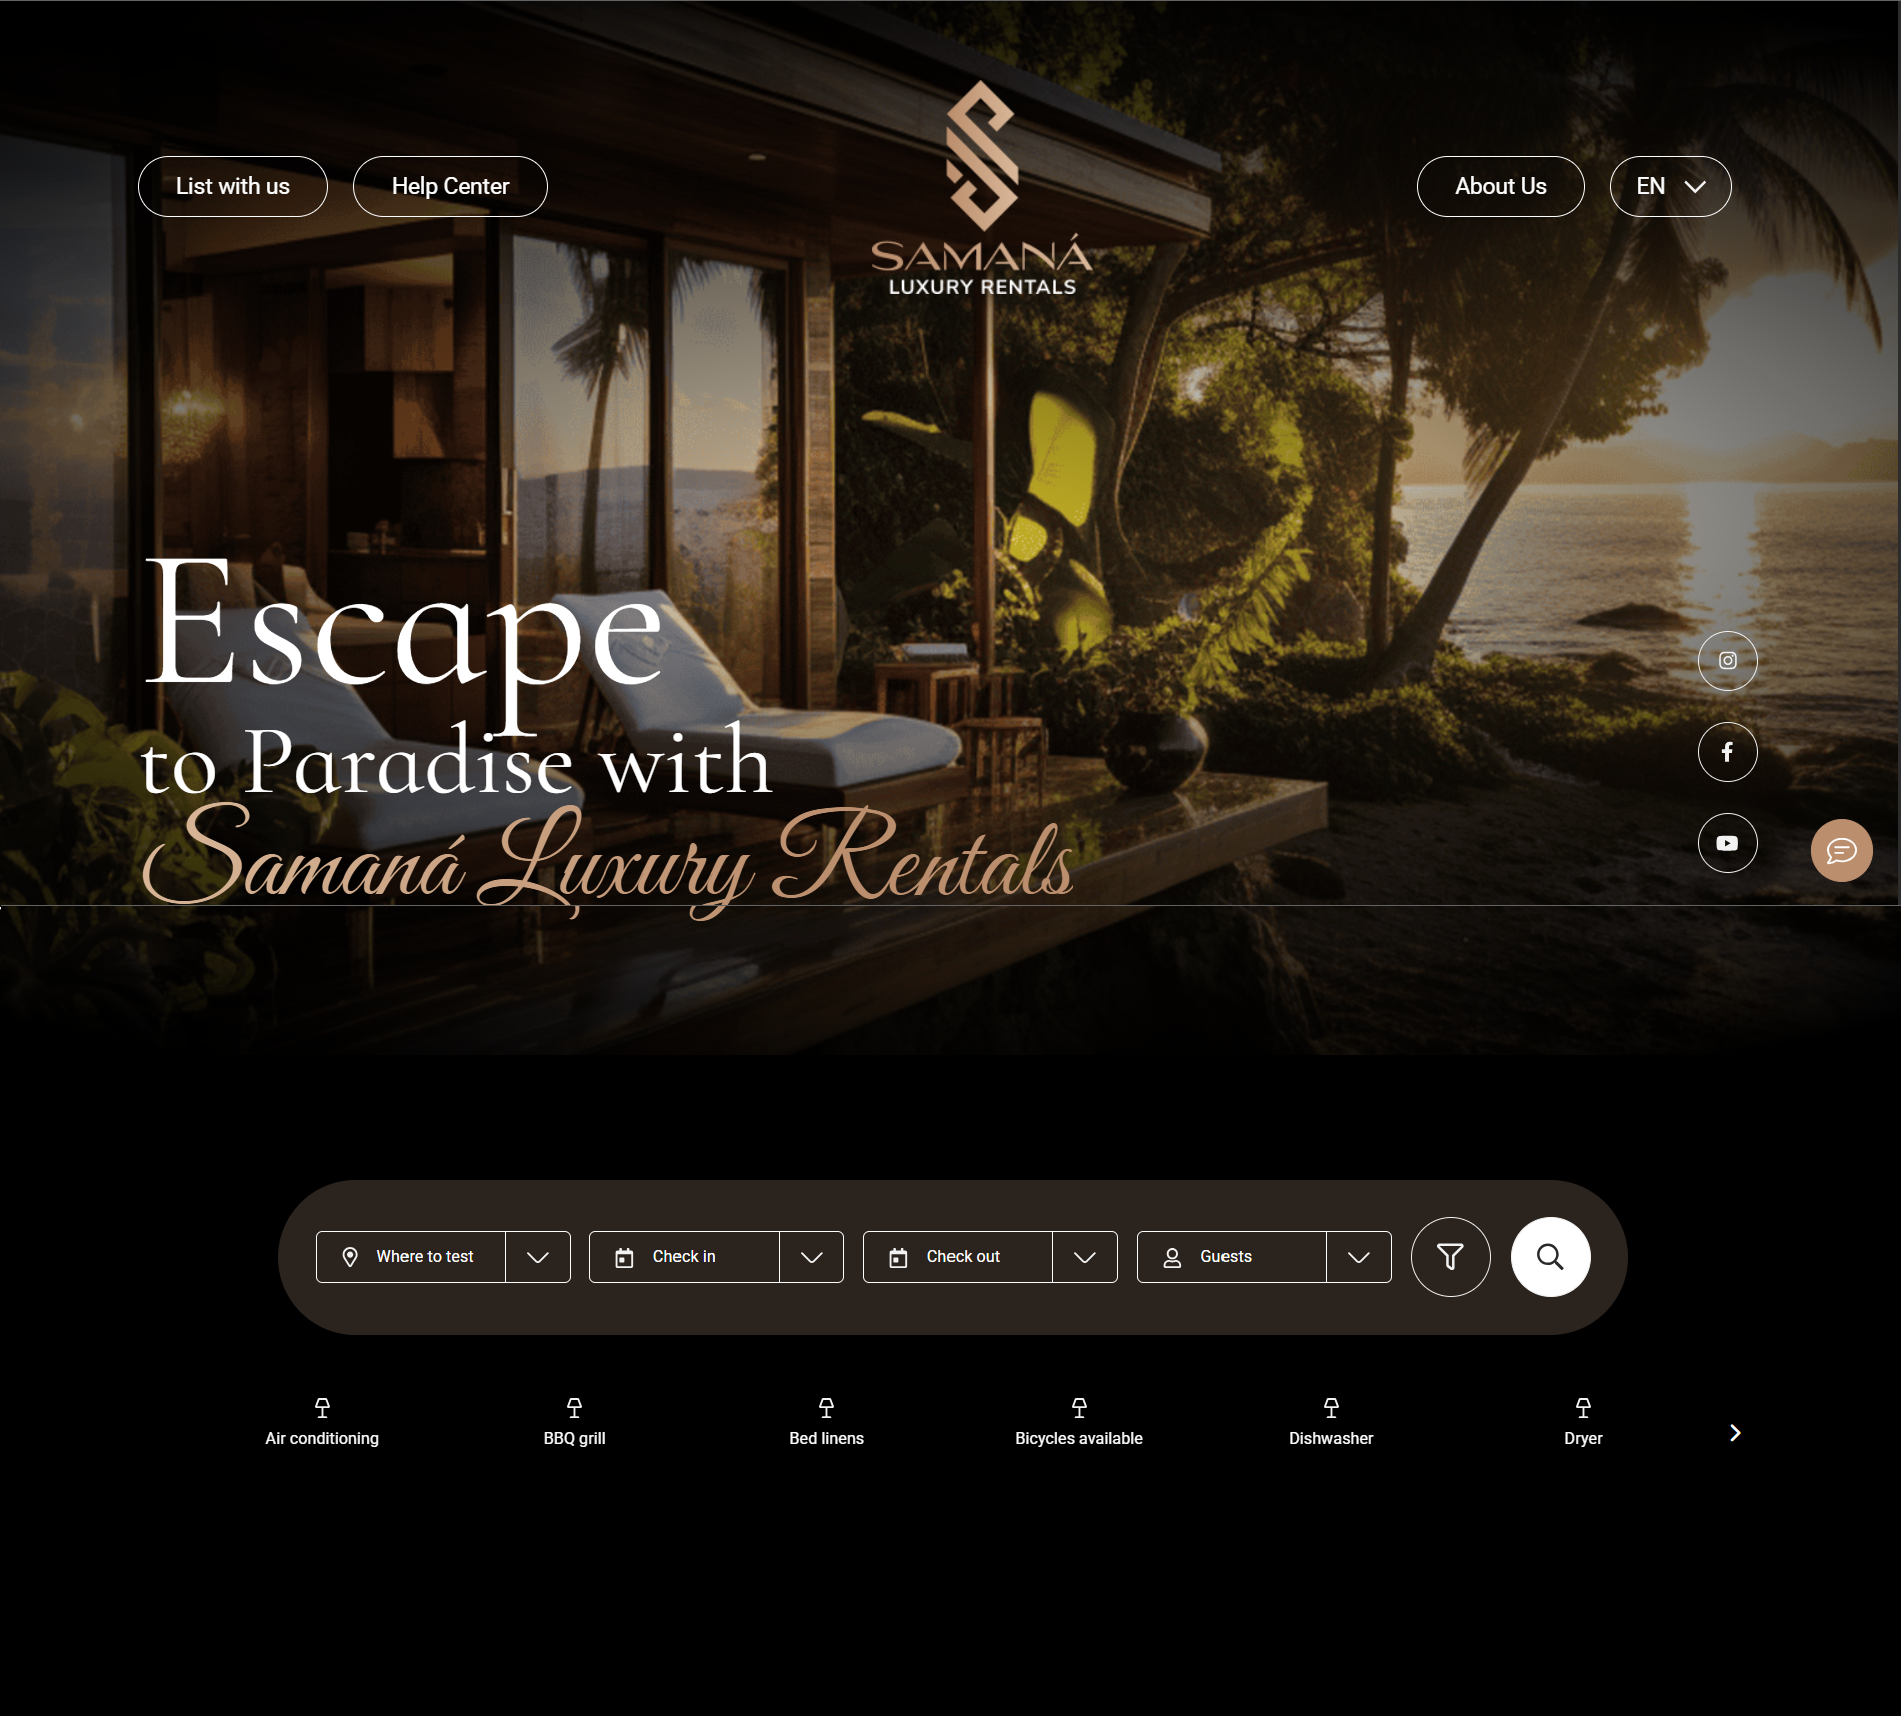 List with us
Help Center
SAMANÁ
LUXURY RENTALS
About Us
EN
Escape
to Paradise with
Samaná Luxury Rentals
Where to test
Check in
Check out
Guests
Air conditioning
BBQ grill
Bed linens
Bicycles available
Dishwasher
Dryer